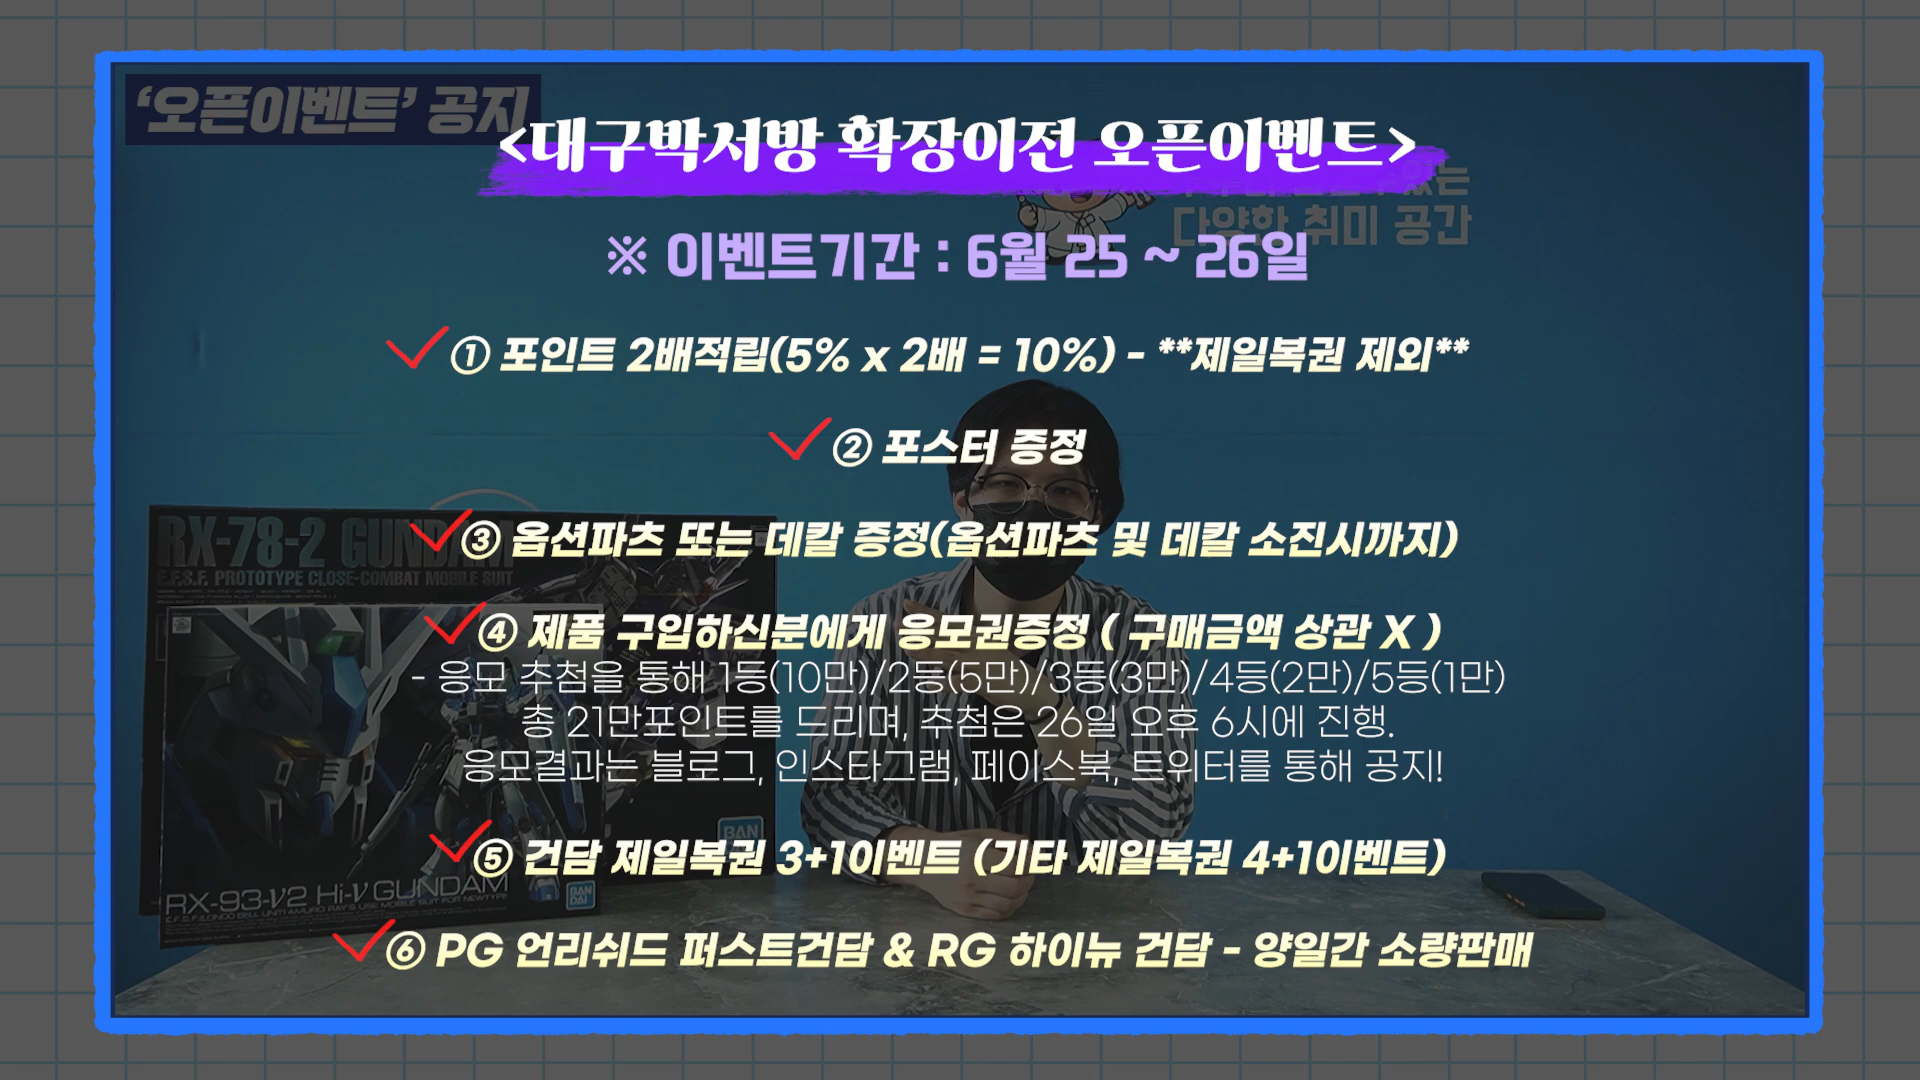 ‘오픈이벤트’ 공지
<대구박서방 확장이전 오픈이벤트>
있는
다양한 취미 공간
※ 이벤트기간 : 6월 25 ~ 26일
① 포인트 2배적립(5% x 2배 = 10%) - **제일복권 제외**
② 포스터 증정
RX-78-2 GUNDAM
③ 옵션파츠 또는 데칼 증정(옵션파츠 및 데칼 소진시까지)
E.F.S.F. PROTOTYPE CLOSE-COMBAT MOBILE SUIT
④ 제품 구입하신분에게 응모권증정 ( 구매금액 상관 X )
- 응모 추첨을 통해 1등(10만)/2등(5만)/3등(3만)/4등(2만)/5등(1만)
총 21만포인트를 드리며, 추첨은 26일 오후 6시에 진행.
응모결과는 블로그, 인스타그램, 페이스북, 트위터를 통해 공지!
BAN
⑤ 건담 제일복권 3+1이벤트 (기타 제일복권 4+1이벤트)
RX-93-ν2 Hi-ν GUNDAM
BAN
DAI
⑥ PG 언리쉬드 퍼스트건담 & RG 하이뉴 건담 - 양일간 소량판매